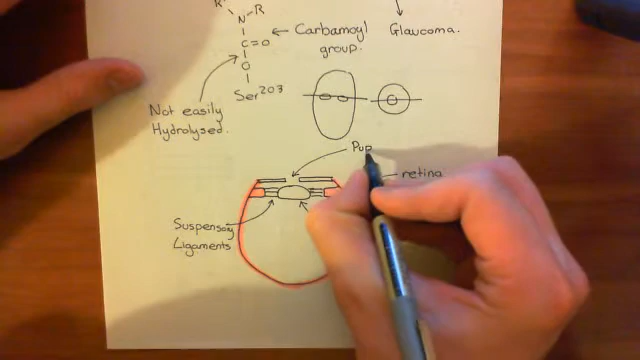 R
N
R
C=O
Carbamoyl
group.
Glaucoma.
O
Ser203
Not easily
Hydrolysed.
Pup
retina
Suspensory
Ligaments